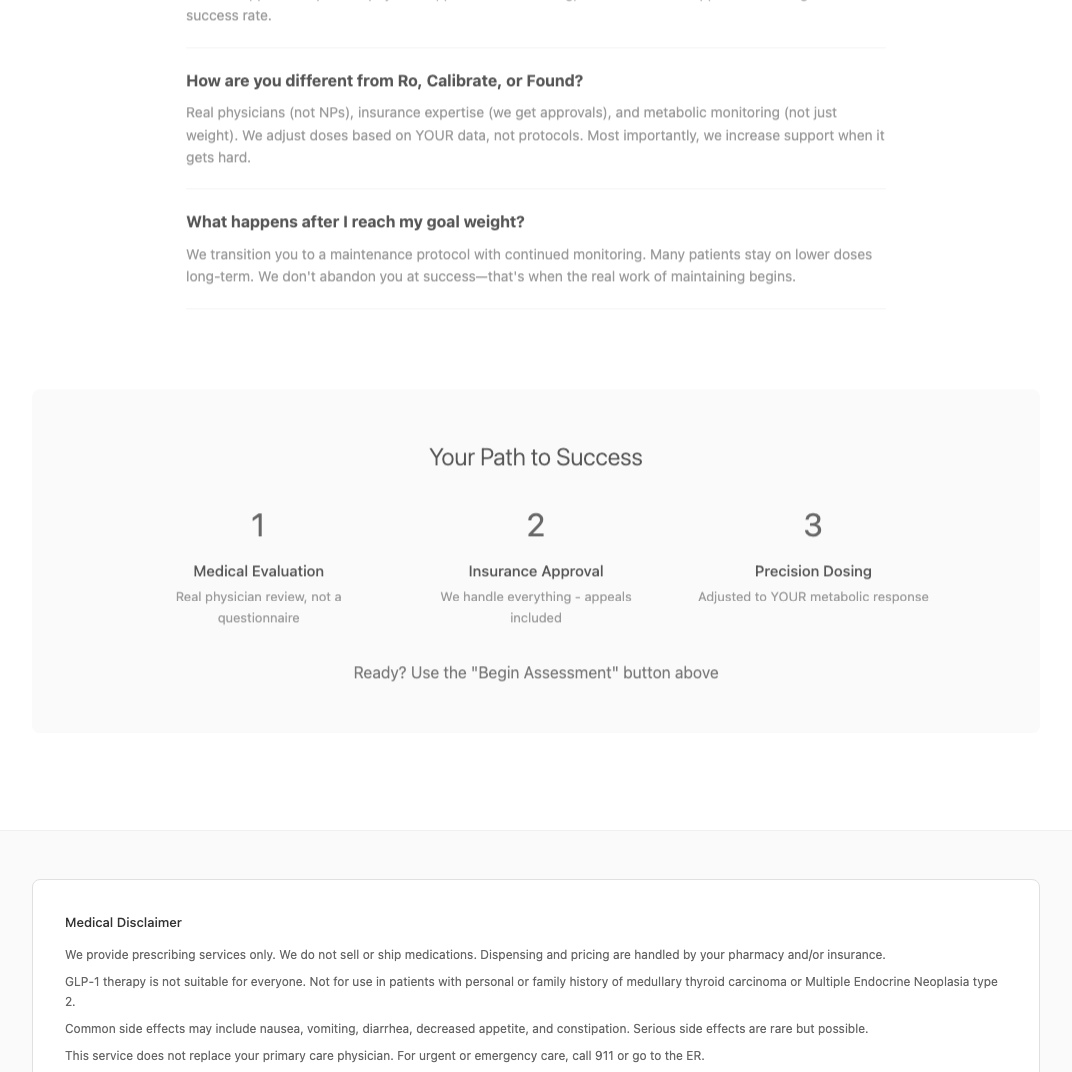 success rate.
How are you different from Ro, Calibrate, or Found?
Real physicians (not NPs), insurance expertise (we get approvals), and metabolic monitoring (not just
weight). We adjust doses based on YOUR data, not protocols. Most importantly, we increase support when it
gets hard.
What happens after I reach my goal weight?
We transition you to a maintenance protocol with continued monitoring. Many patients stay on lower doses
long-term. We don't abandon you at success—that's when the real work of maintaining begins.
Your Path to Success
1
Medical Evaluation
Real physician review, not a
questionnaire
2
Insurance Approval
We handle everything - appeals
included
3
Precision Dosing
Adjusted to YOUR metabolic response
Ready? Use the "Begin Assessment" button above
Medical Disclaimer
We provide prescribing services only. We do not sell or ship medications. Dispensing and pricing are handled by your pharmacy and/or insurance.
GLP-1 therapy is not suitable for everyone. Not for use in patients with personal or family history of medullary thyroid carcinoma or Multiple Endocrine Neoplasia type
2.
Common side effects may include nausea, vomiting, diarrhea, decreased appetite, and constipation. Serious side effects are rare but possible.
This service does not replace your primary care physician. For urgent or emergency care, call 911 or go to the ER.